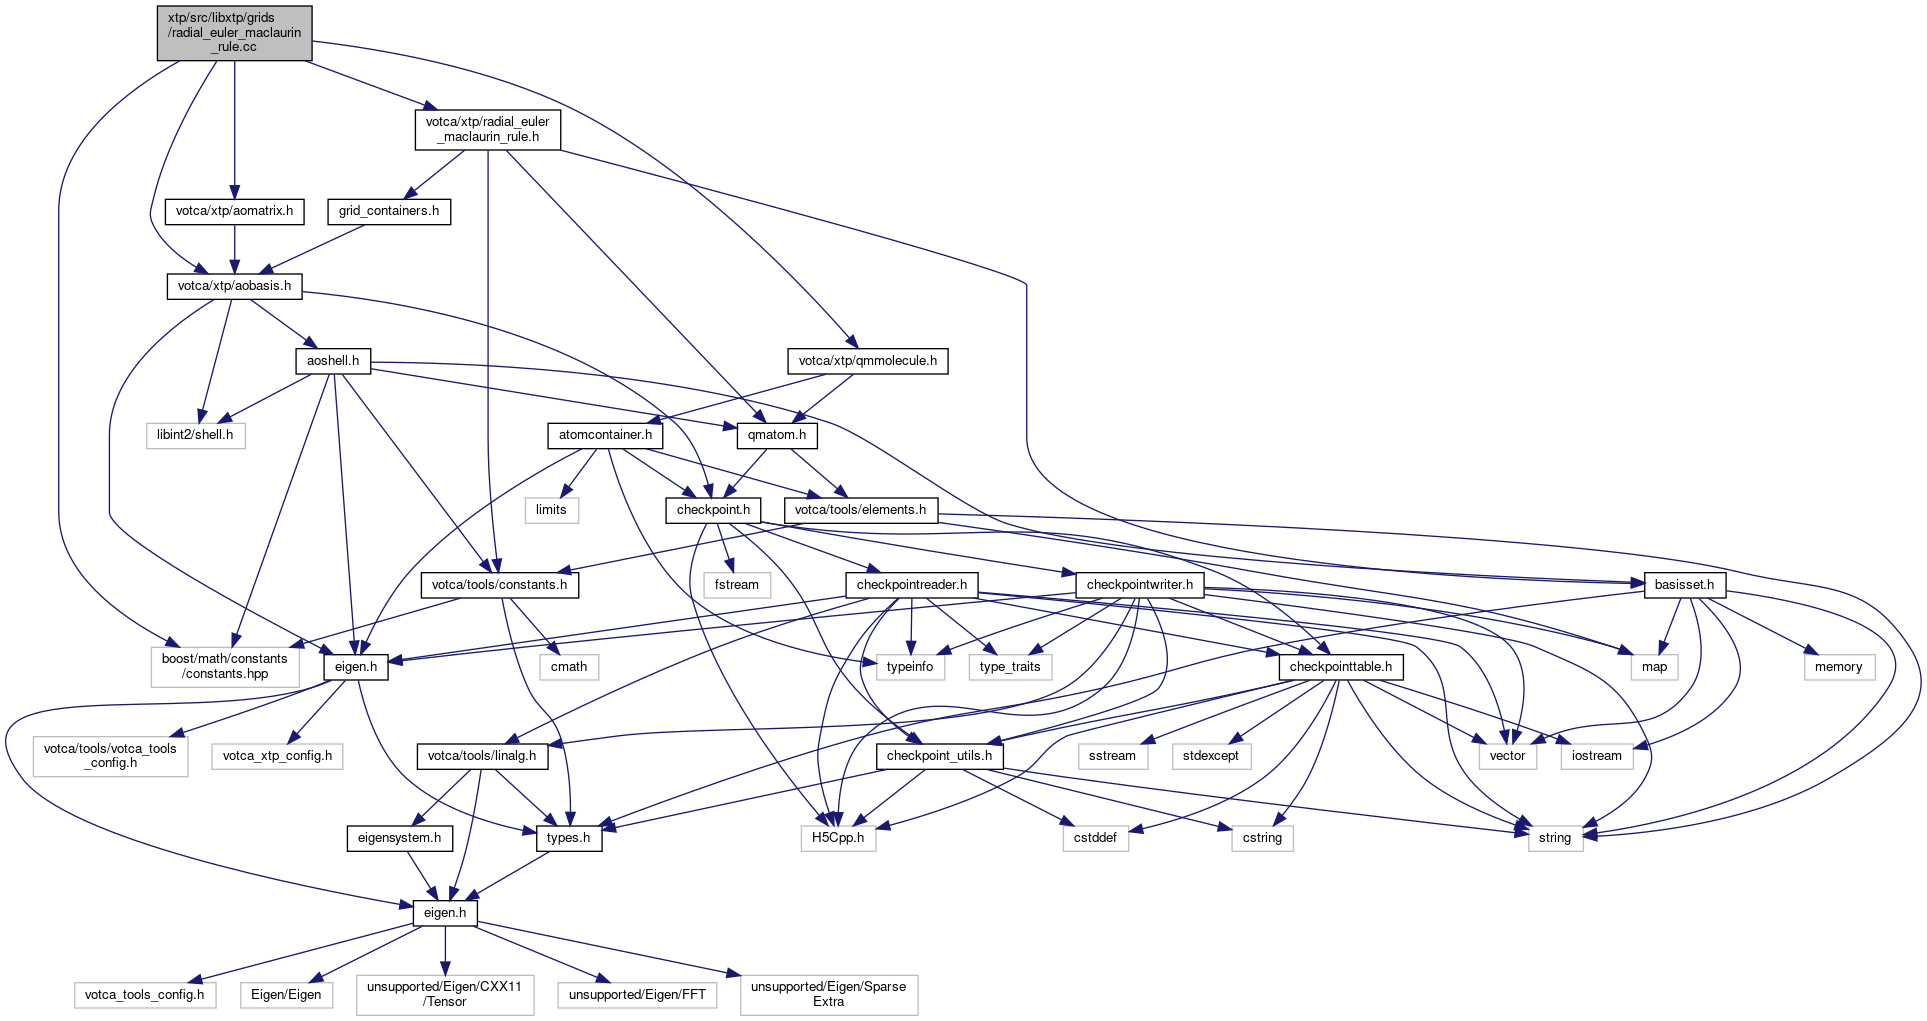 xtp/src/libxtp/grids
/radial_euler_maclaurin
_rule.cc
votca/xtp/radial_euler
_maclaurin_rule.h
votca/xtp/aomatrix.h
grid_containers.h
votca/xtp/aobasis.h
aoshell.h
votca/xtp/qmmolecule.h
libint2/shell.h
atomcontainer.h
qmatom.h
limits
checkpoint.h
votca/tools/elements.h
votca/tools/constants.h
fstream
checkpointreader.h
checkpointwriter.h
basisset.h
boost/math/constants
/constants.hpp
eigen.h
cmath
typeinfo
type_traits
checkpointtable.h
map
memory
votca/tools/votca_tools
_config.h
votca_xtp_config.h
votca/tools/linalg.h
checkpoint_utils.h
sstream
stdexcept
vector
iostream
eigensystem.h
types.h
H5Cpp.h
cstddef
cstring
string
eigen.h
votca_tools_config.h
Eigen/Eigen
unsupported/Eigen/CXX11
/Tensor
unsupported/Eigen/FFT
unsupported/Eigen/Sparse
Extra